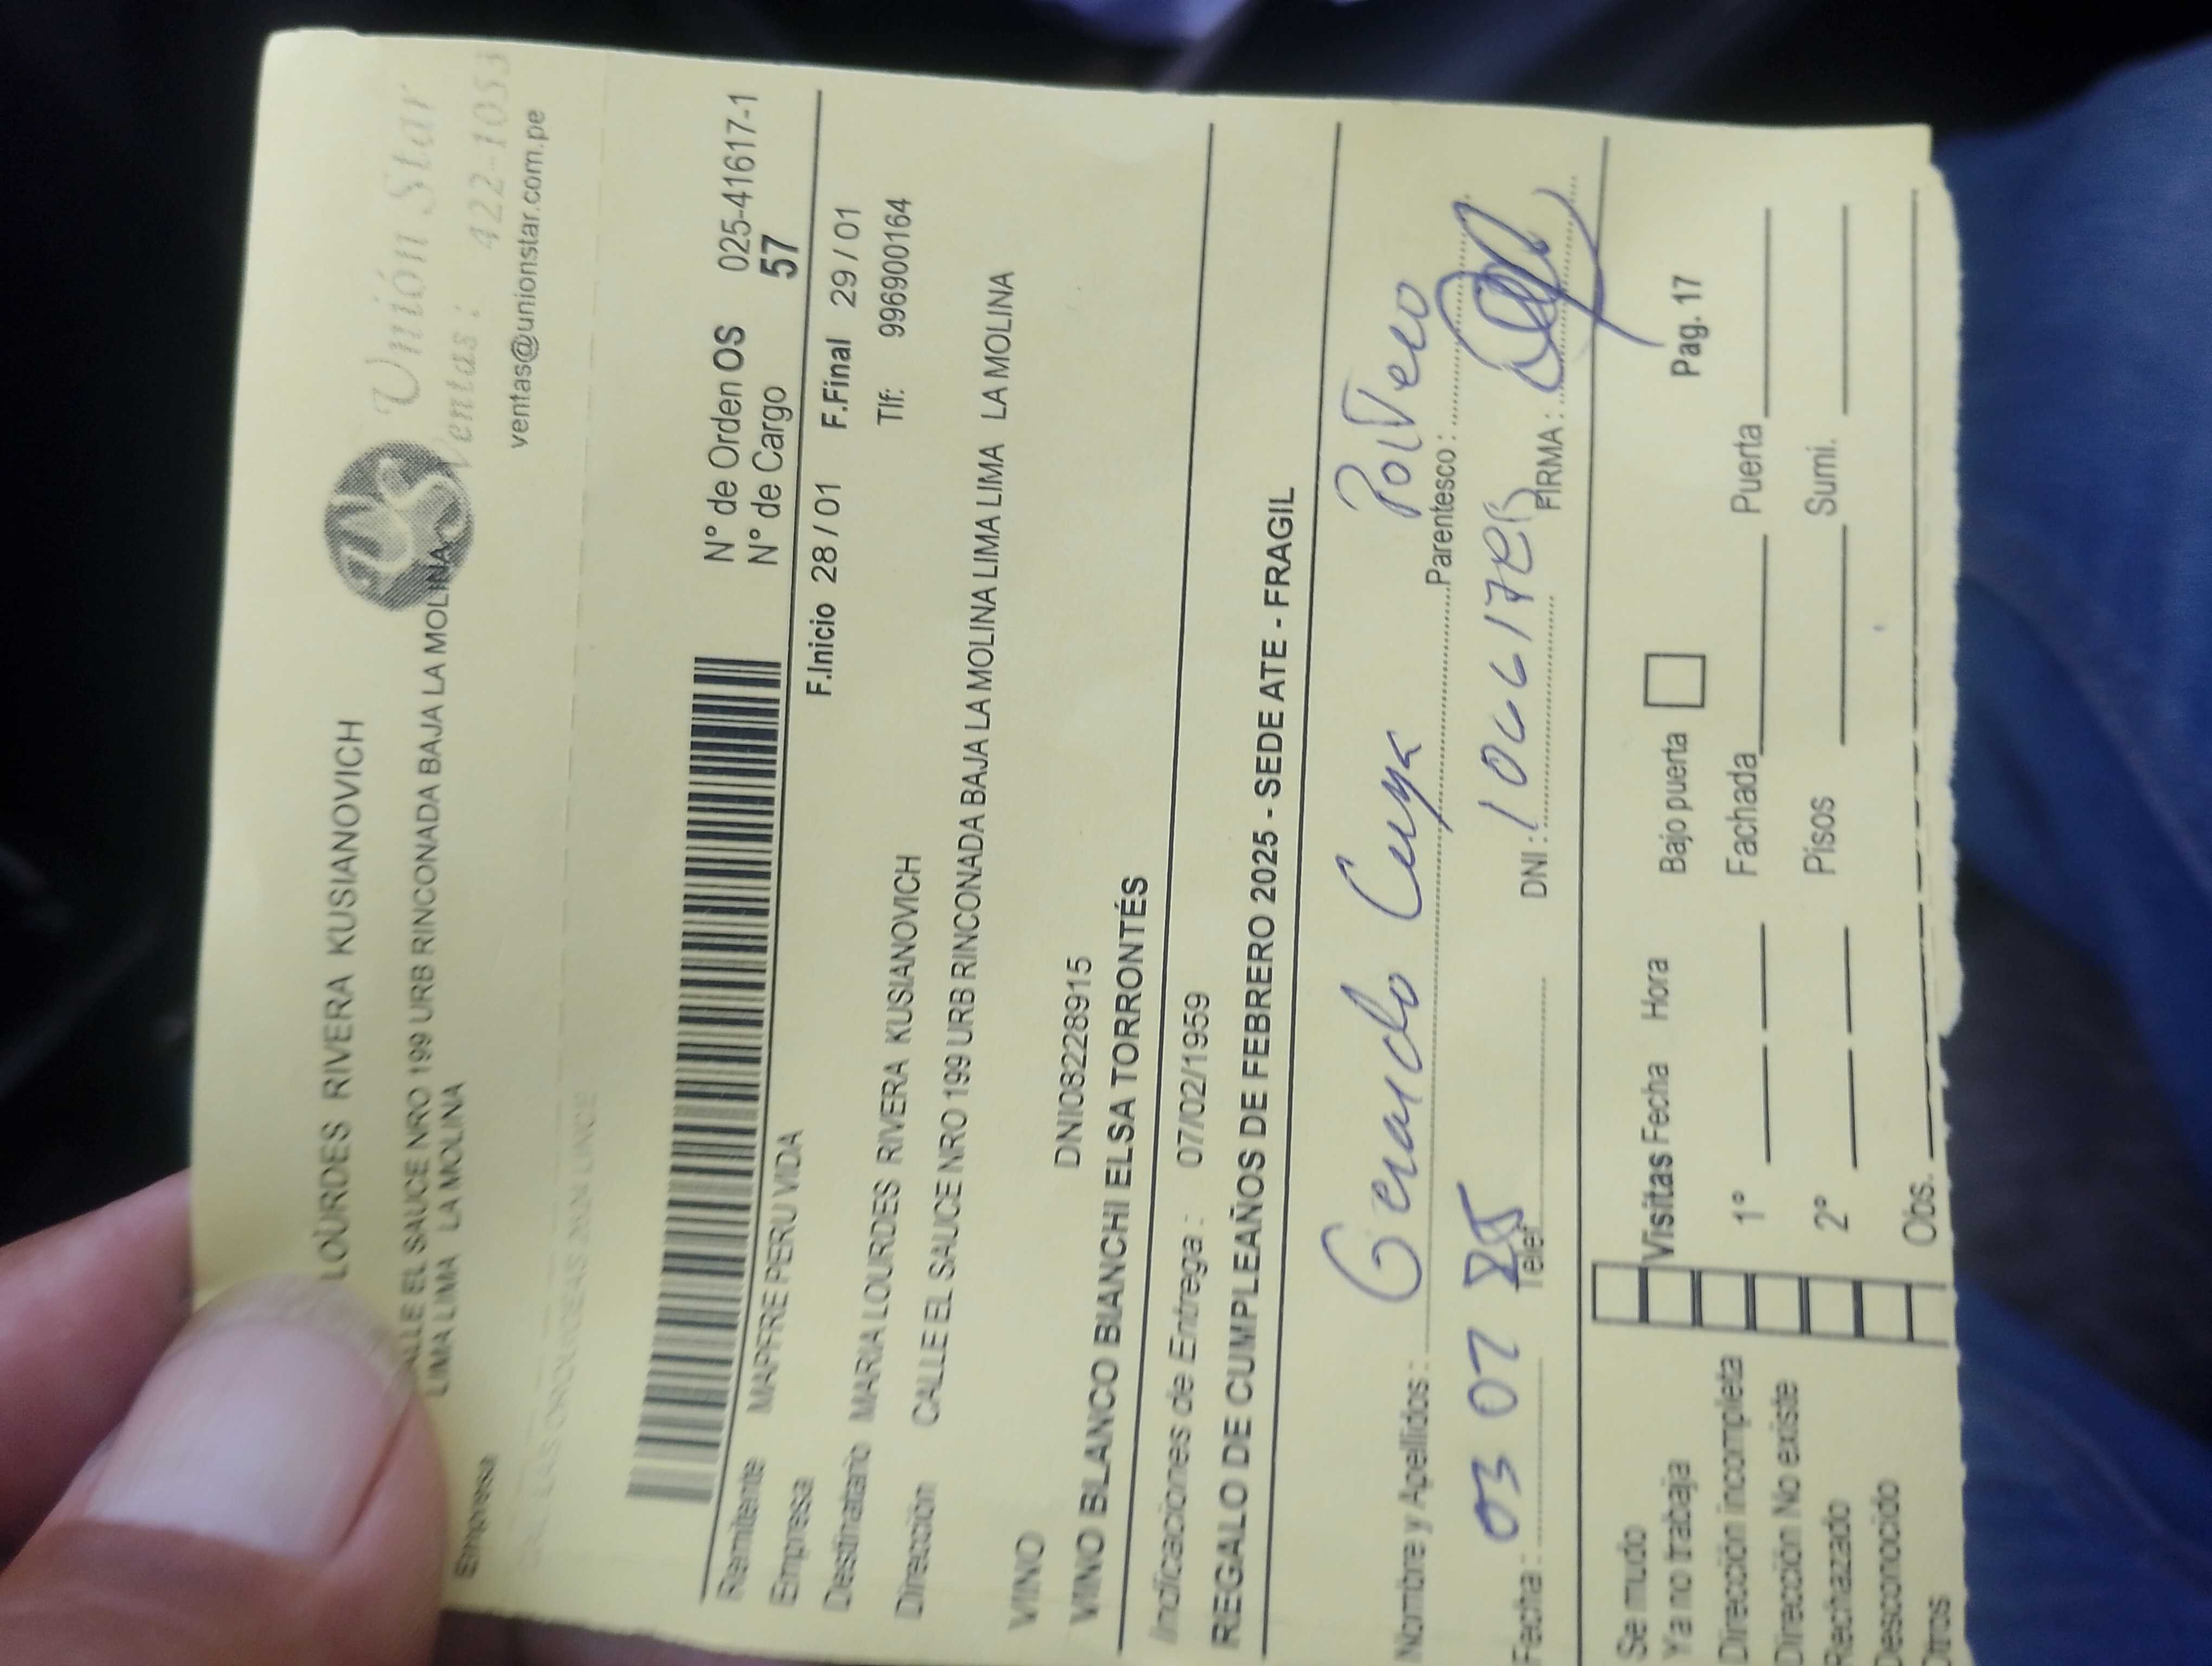 LOURDES RIVERA KUSIANOVICH
ALLE EL SAUCE NRO 199 URB RINCONADA BAJA LA MOLINA
LIMA LIMA LA MOLINA
US
Unión Star
Ventas: 422-1053
ventas@unionstar.com.pe
Empresa
N° de Orden OS 025-41617-1
N° de Cargo 57
Remitente MAPFRE PERU VIDA
Empresa
F.Inicio 28 / 01 F.Final 29 / 01
Destinatario MARIA LOURDES RIVERA KUSIANOVICH Tlf: 996900164
Dirección CALLE EL SAUCE NRO 199 URB RINCONADA BAJA LA MOLINA LIMA LIMA LIMA LA MOLINA
VINO
DNI08228915
VINO BLANCO BIANCHI ELSA TORRONTÉS
Indicaciones de Entrega : 07/02/1959
REGALO DE CUMPLEAÑOS DE FEBRERO 2025 - SEDE ATE - FRAGIL
Nombre y Apellidos : Gerardo Cuya Parentesco :
Fecha : 03 02 25 Telef DNI : FIRMA :
Se mudo
Ya no trabaja
Dirección incompleta
Dirección No existe
Rechazado
Desconocido
Otros
Visitas Fecha Hora Bajo puerta Pag. 17
1° Fachada Puerta
2° Pisos Sumi.
Obs.